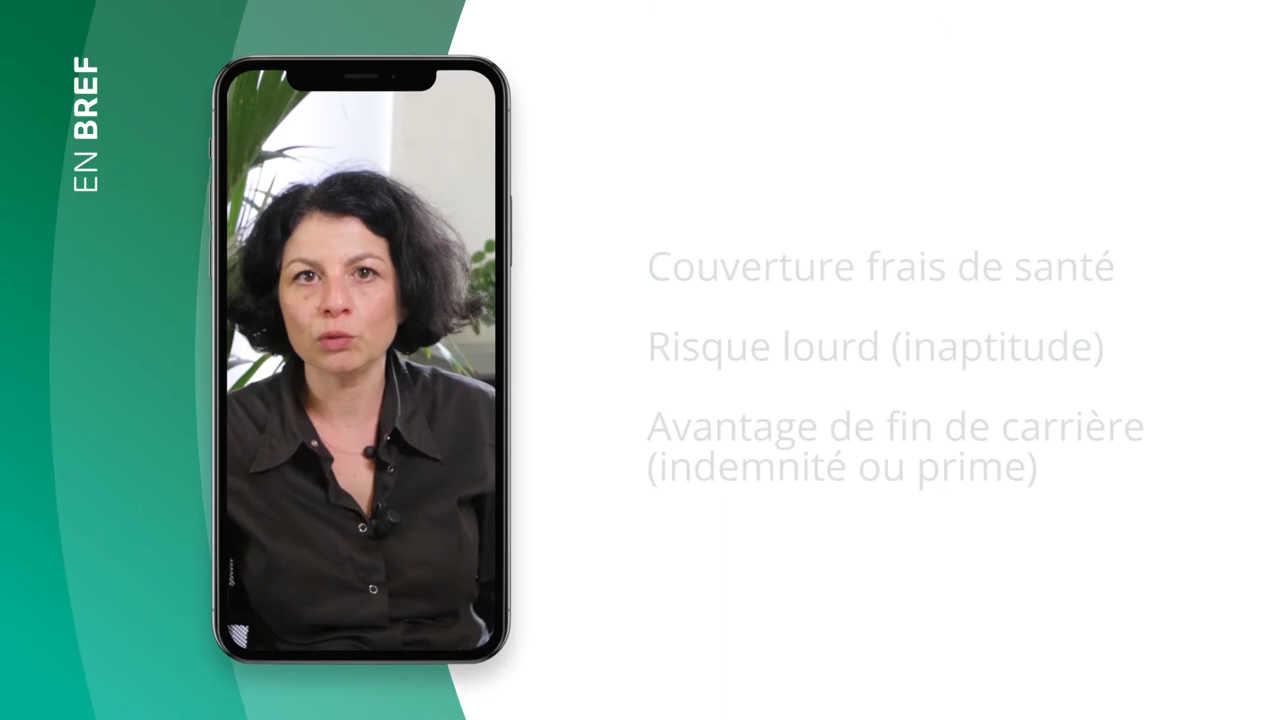 EN BREF
Couverture frais de santé
Risque lourd (inaptitude)
Avantage de fin de carrière
(indemnité ou prime)